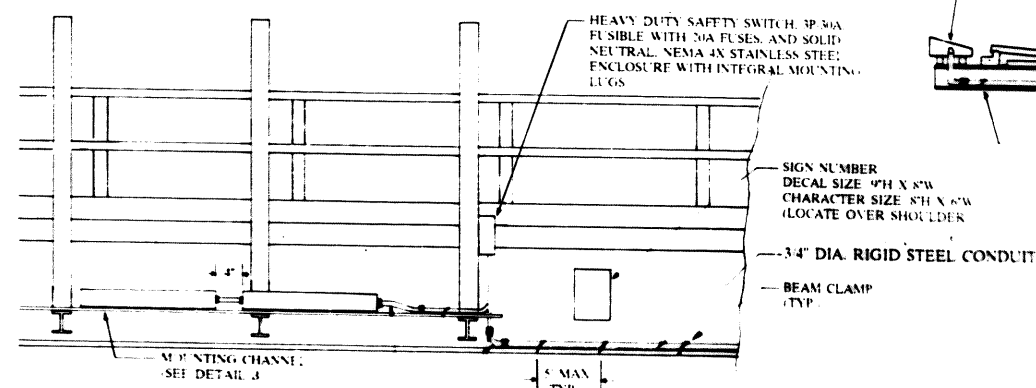 HEAVY DUTY SAFETY SWITCH, 3P-30A
FUSIBLE WITH 20A FUSES, AND SOLID
NEUTRAL, NEMA 4X STAINLESS STEEL
ENCLOSURE WITH INTEGRAL MOUNTING
LUGS
SIGN NUMBER
DECAL SIZE 9"H X 8"W
CHARACTER SIZE 8"H X 6"W
(LOCATE OVER SHOULDER
3/4" DIA. RIGID STEEL CONDUIT
BEAM CLAMP
(TYP.
4"
MOUNTING CHANNEL
(SEE DETAIL 3
5' MAX
TYP